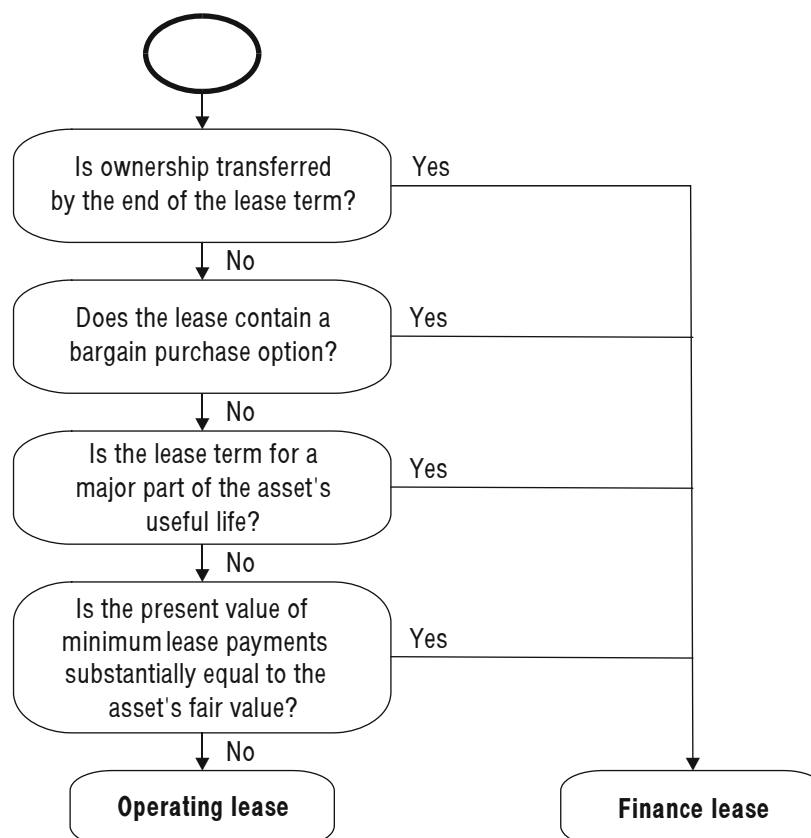 Is ownership transferred
by the end of the lease term?
Yes
No
Does the lease contain a
bargain purchase option?
Yes
No
Is the lease term for a
major part of the asset's
useful life?
Yes
No
Is the present value of
minimum lease payments
substantially equal to the
asset's fair value?
Yes
No
Operating lease
Finance lease